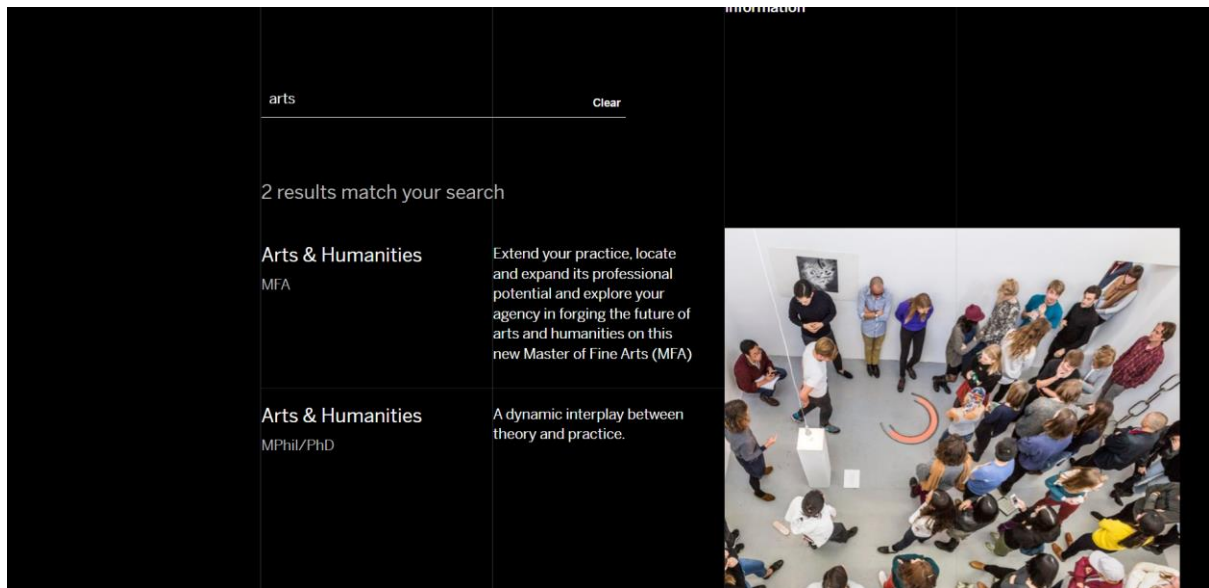 information
arts
Clear
2 results match your search
Arts & Humanities
MFA
Extend your practice, locate
and expand its professional
potential and explore your
agency in forging the future of
arts and humanities on this
new Master of Fine Arts (MFA)
Arts & Humanities
MPhil/PhD
A dynamic interplay between
theory and practice.